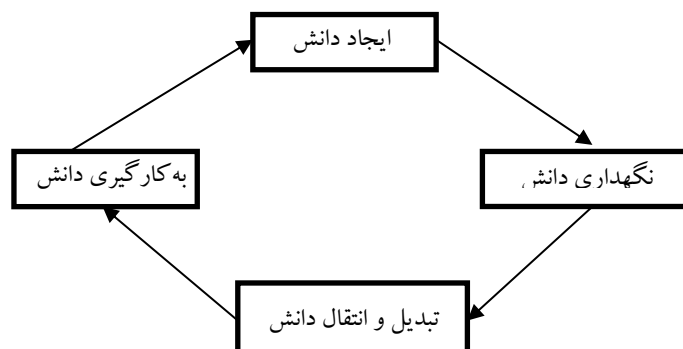 ایجاد دانش
نگهداری دانش
به‌کارگیری دانش
تبدیل و انتقال دانش